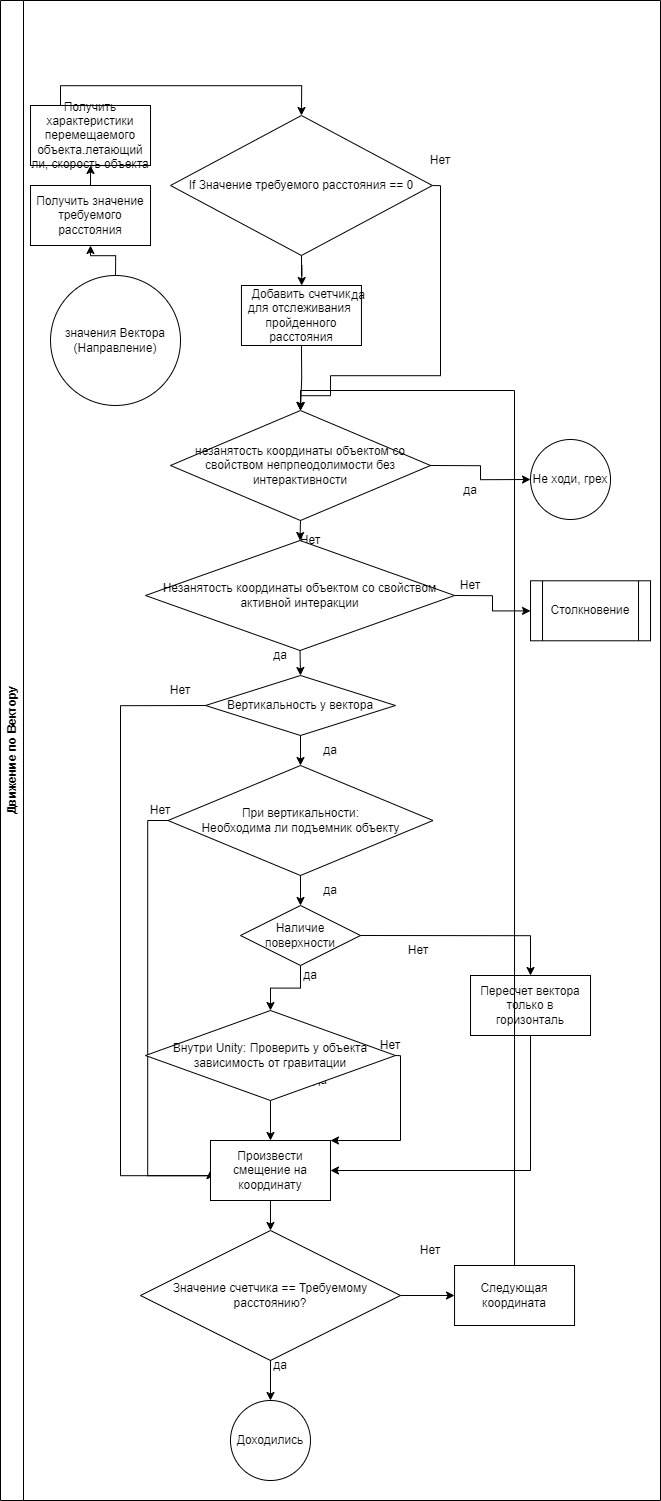 Движение по Вектору
Получить
характеристики
перемещаемого
объекта.летающий
ли, скорость объекта
Получить значение
требуемого
расстояния
значения Вектора
(Направление)
If Значение требуемого расстояния == 0
Нет
да
Добавить счетчик
для отслеживания
пройденного
расстояния
незанятость координаты объектом со
свойством непрпеодолимости без
интерактивности
да
Не ходи, грех
Нет
Незанятость координаты объектом со свойством
активной интеракции
Нет
Столкновение
да
Вертикальность у вектора
Нет
да
При вертикальности:
Необходима ли подъемник объекту
Нет
да
Наличие
поверхности
Нет
да
Пересчет вектора
только в
горизонталь
Внутри Unity: Проверить у объекта
зависимость от гравитации
Нет
да
Произвести
смещение на
координату
Значение счетчика == Требуемому
расстоянию?
Нет
Следующая
координата
да
Доходились